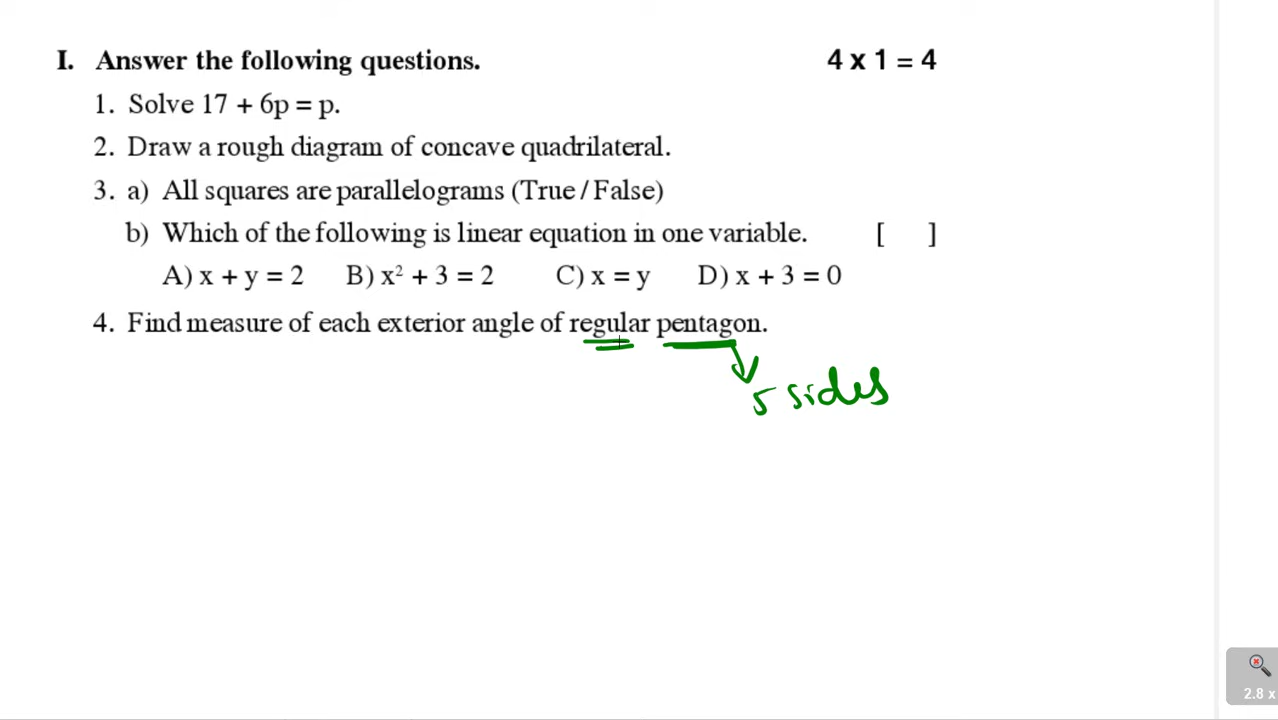 I. Answer the following questions. 4 x 1 = 4
1. Solve 17 + 6p = p.
2. Draw a rough diagram of concave quadrilateral.
3. a) All squares are parallelograms (True / False)
b) Which of the following is linear equation in one variable. [ ]
A) x + y = 2 B) x² + 3 = 2 C) x = y D) x + 3 = 0
4. Find measure of each exterior angle of regular pentagon.
5 sides
2.8 x